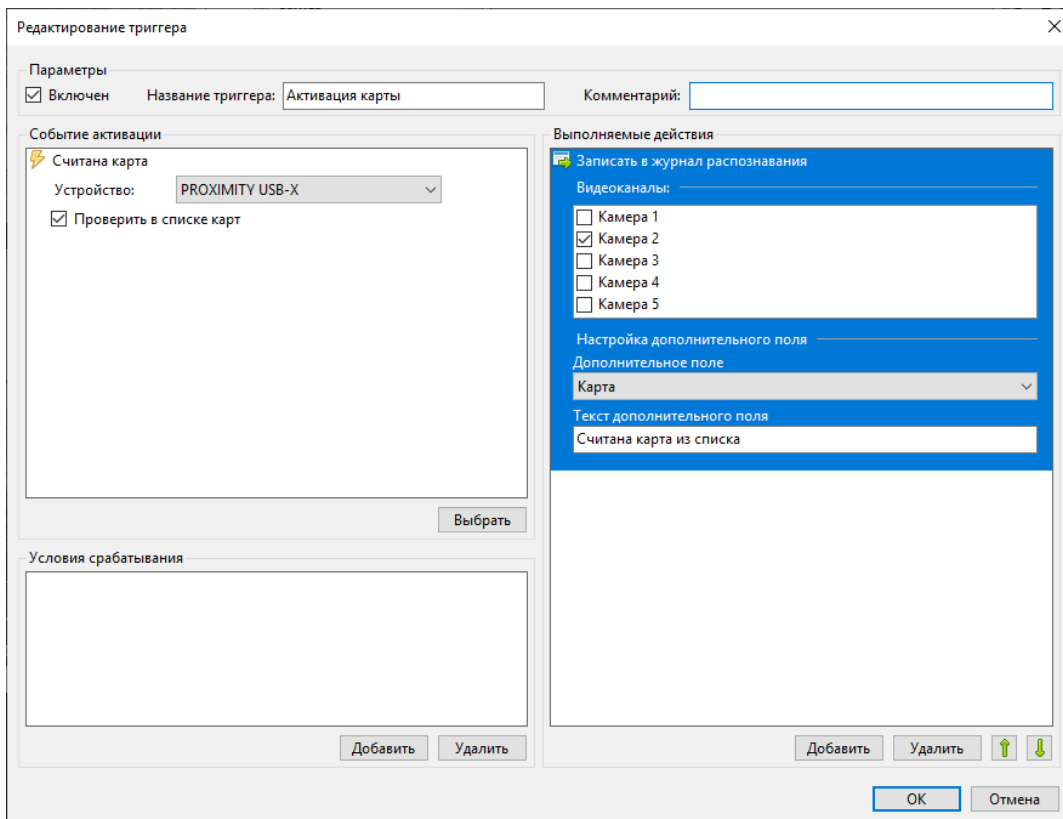 Редактирование триггера
Параметры
Включен
Название триггера: Активация карты
Комментарий:
Событие активации
Считана карта
Устройство: PROXIMITY USB-X
Проверить в списке карт
Выбрать
Условия срабатывания
Добавить
Удалить
Выполняемые действия
Записать в журнал распознавания
Видеоканалы:
Камера 1
Камера 2
Камера 3
Камера 4
Камера 5
Настройка дополнительного поля
Дополнительное поле
Карта
Текст дополнительного поля
Считана карта из списка
Добавить
Удалить
ОК
Отмена